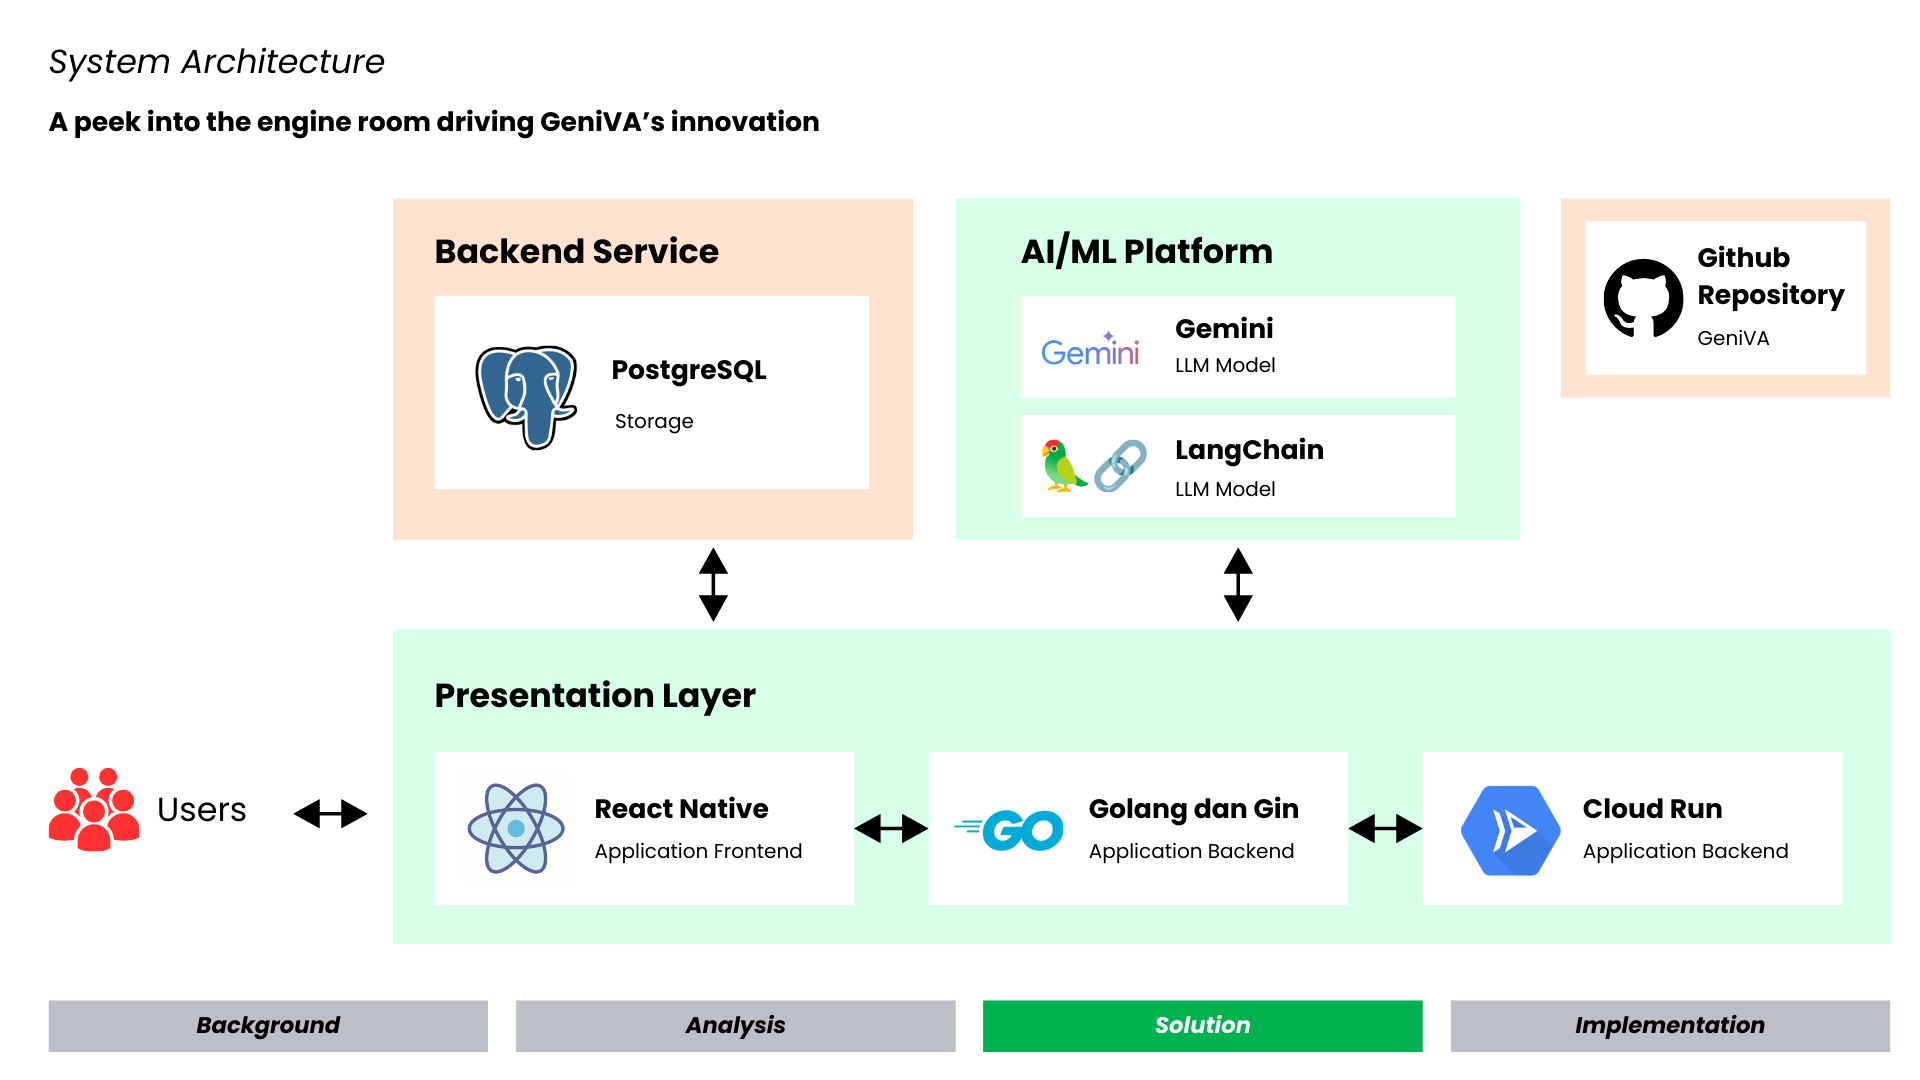 System Architecture
A peek into the engine room driving GeniVA’s innovation
Backend Service
PostgreSQL
Storage
AI/ML Platform
Gemini
Gemini
LLM Model
LangChain
LLM Model
Github
Repository
GeniVA
Presentation Layer
Users
React Native
Application Frontend
GO
Golang dan Gin
Application Backend
Cloud Run
Application Backend
Background
Analysis
Solution
Implementation